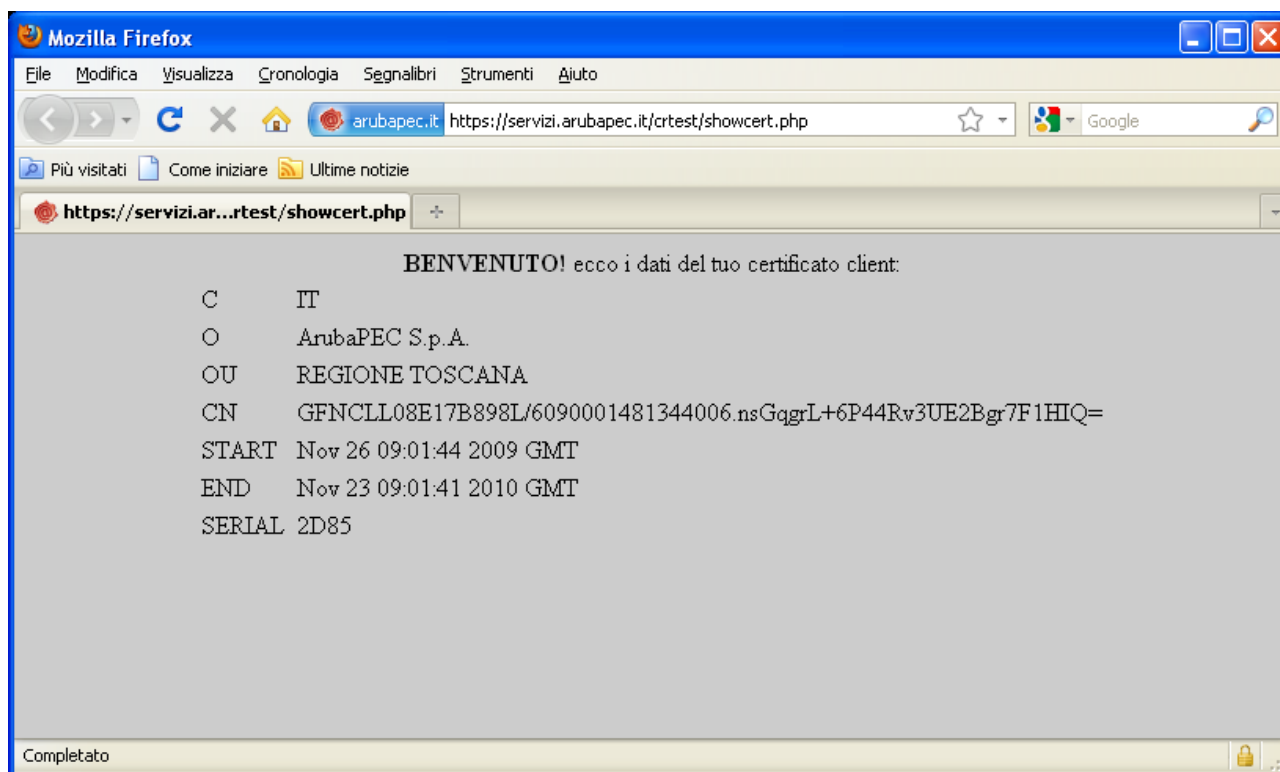 Mozilla Firefox
File Modifica Visualizza Cronologia Segnalibri Strumenti Aiuto
arubapec.it https://servizi.arubapec.it/crtest/showcert.php Google
Più visitati Come iniziare Ultime notizie
https://servizi.ar...rtest/showcert.php
BENVENUTO! ecco i dati del tuo certificato client:
C IT
O ArubaPEC S.p.A.
OU REGIONE TOSCANA
CN GFNCLL08E17B898L/6090001481344006.nsGqgrL+6P44Rv3UE2Bgr7F1HIQ=
START Nov 26 09:01:44 2009 GMT
END Nov 23 09:01:41 2010 GMT
SERIAL 2D85
Completato